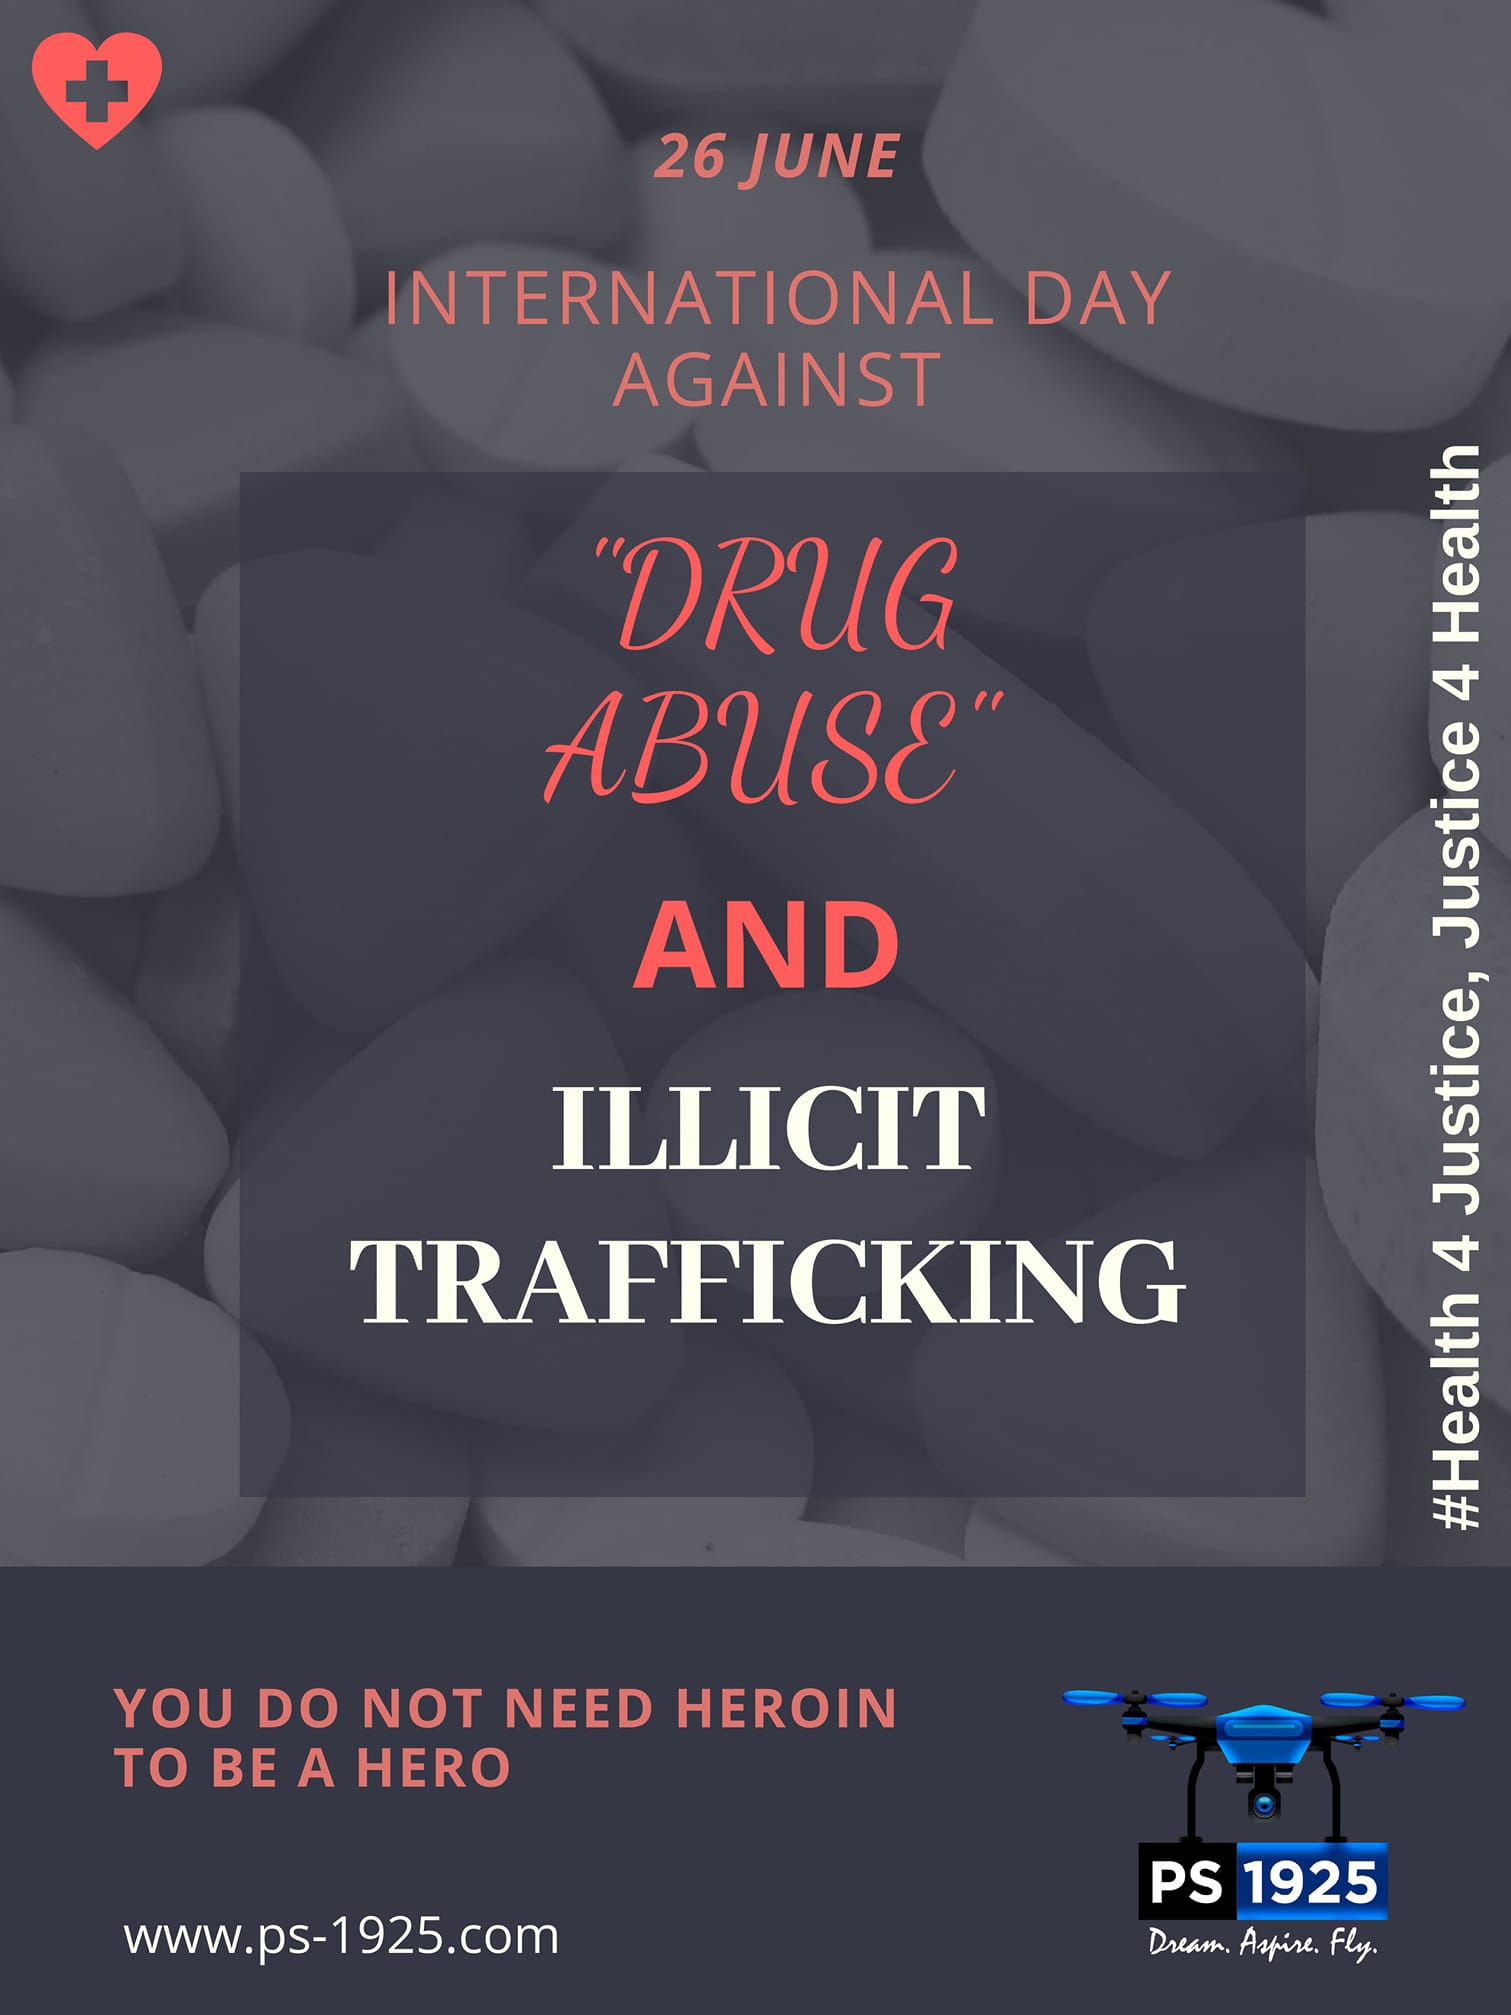 26 JUNE
INTERNATIONAL DAY
AGAINST
"DRUG
ABUSE"
AND
ILLICIT
TRAFFICKING
#Health 4 Justice, Justice 4 Health
YOU DO NOT NEED HEROIN
TO BE A HERO
www.ps-1925.com
PS 1925
Dream. Aspire. Fly.